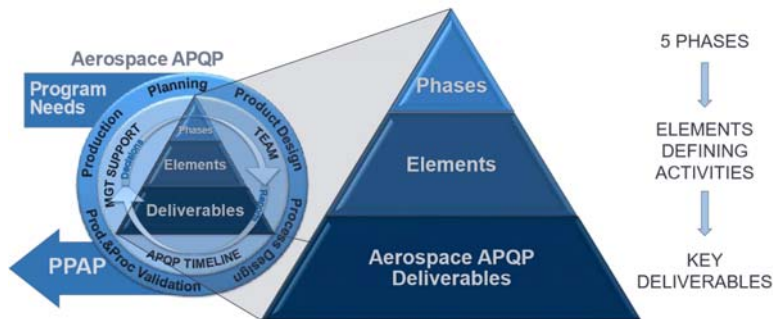 Aerospace APQP
Program
Needs
Planning
Product Design
Process Design
Prod.&Proc Validation
Production
MGT SUPPORT
TEAM
APQP TIMELINE
Decisions
Phases
Elements
Deliverables
PPAP
Phases
Elements
Aerospace APQP
Deliverables
5 PHASES
ELEMENTS
DEFINING
ACTIVITIES
KEY
DELIVERABLES